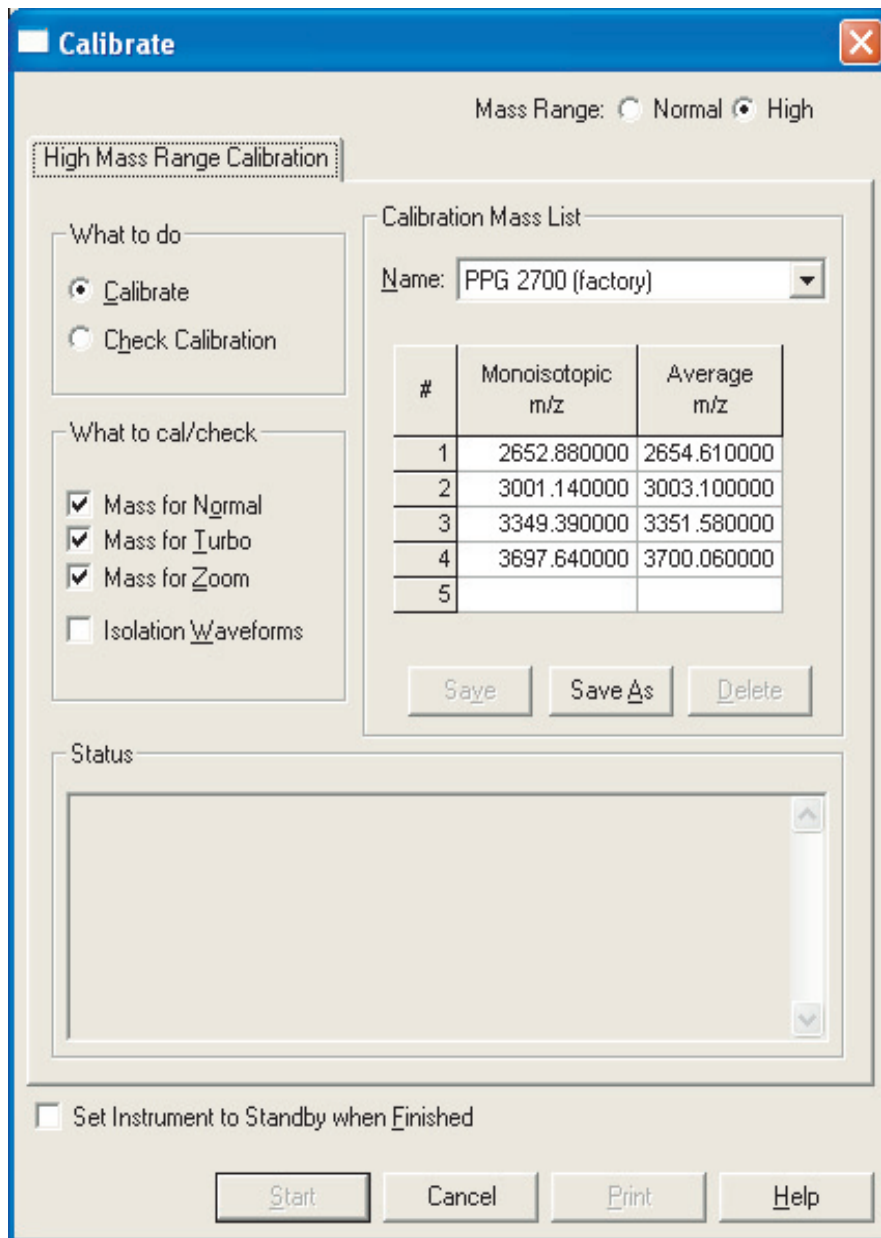 Calibrate
Mass Range: Normal High
High Mass Range Calibration
What to do
Calibrate
Check Calibration
What to cal/check
Mass for Normal
Mass for Turbo
Mass for Zoom
Isolation Waveforms
Calibration Mass List
Name: PPG 2700 (factory)
# Monoisotopic m/z Average m/z
1 2652.880000 2654.610000
2 3001.140000 3003.100000
3 3349.390000 3351.580000
4 3697.640000 3700.060000
5
Save Save As Delete
Status
Set Instrument to Standby when Finished
Start Cancel Print Help